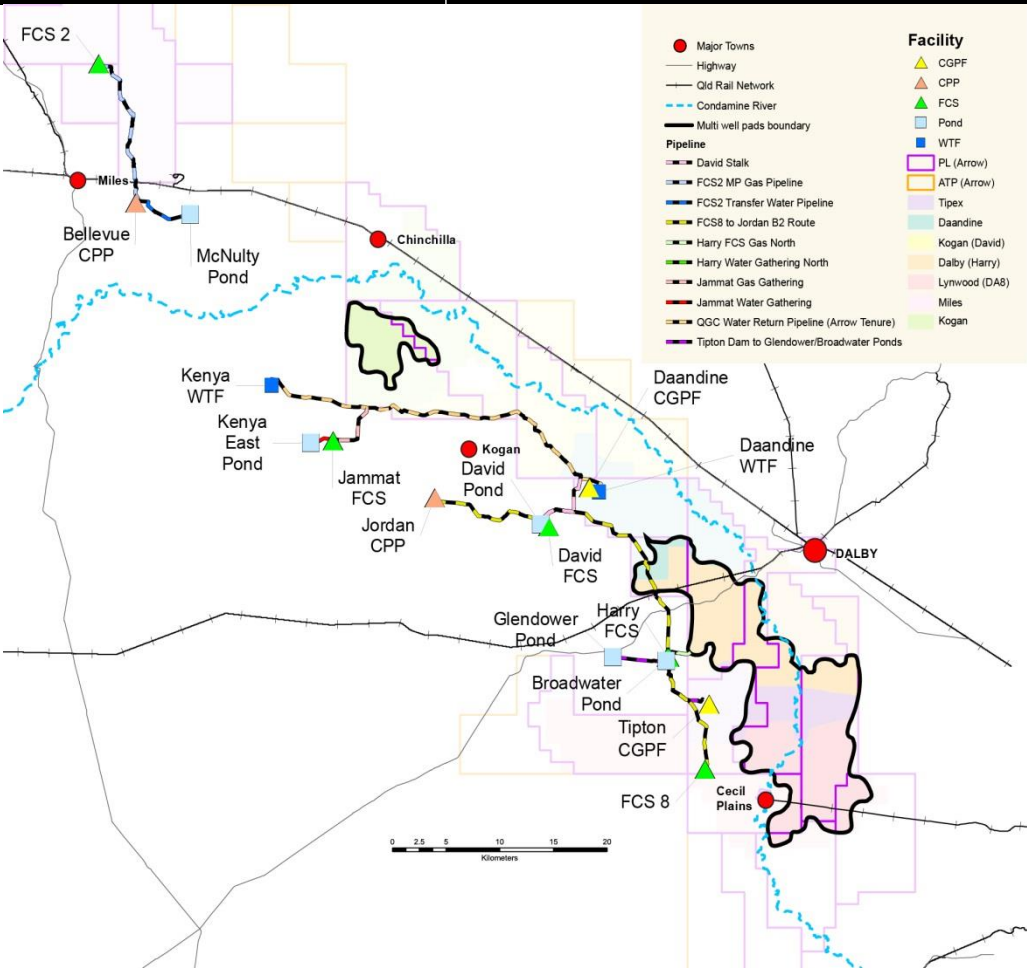 FCS 2
Miles
Bellevue
CPP
McNulty
Pond
Chinchilla
Kenya
WTF
Kenya
East
Pond
Jammat
FCS
Kogan
David
Pond
Jordan
CPP
David
FCS
Daandine
CGPF
Daandine
WTF
DALBY
Glendower
Pond
Harry
FCS
Broadwater
Pond
Tipton
CGPF
FCS 8
Cecil
Plains
0 2.5 5 10 15 20
Kilometers
Major Towns
Highway
Qld Rail Network
Condamine River
Multi well pads boundary
Pipeline
David Stalk
FCS2 MP Gas Pipeline
FCS2 Transfer Water Pipeline
FCS8 to Jordan B2 Route
Harry FCS Gas North
Harry Water Gathering North
Jammat Gas Gathering
Jammat Water Gathering
QGC Water Return Pipeline (Arrow Tenure)
Tipton Dam to Glendower/Broadwater Ponds
Facility
CGPF
CPP
FCS
Pond
WTF
PL (Arrow)
ATP (Arrow)
Tipex
Daandine
Kogan (David)
Dalby (Harry)
Lynwood (DA8)
Miles
Kogan